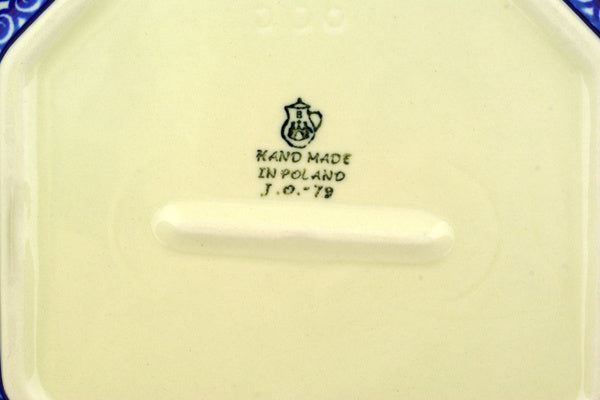 B
HAND MADE
IN POLAND
J.O.-79